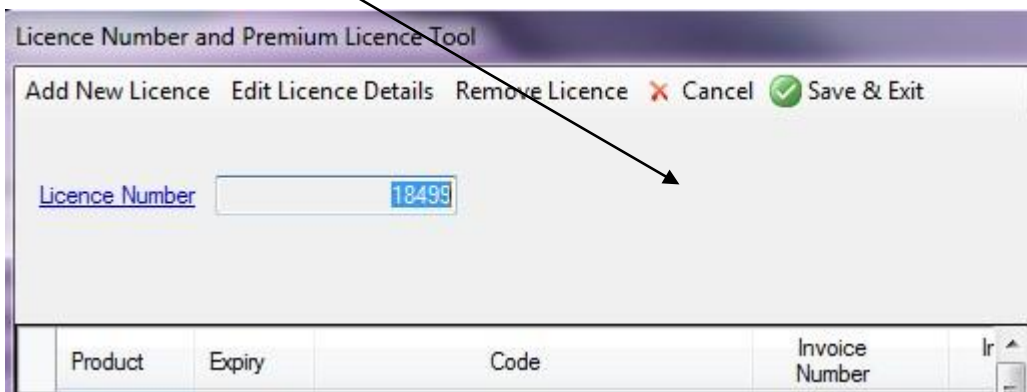 Licence Number and Premium Licence Tool
Add New Licence Edit Licence Details Remove Licence Cancel Save & Exit
Licence Number 18499
Product Expiry Code Invoice Number